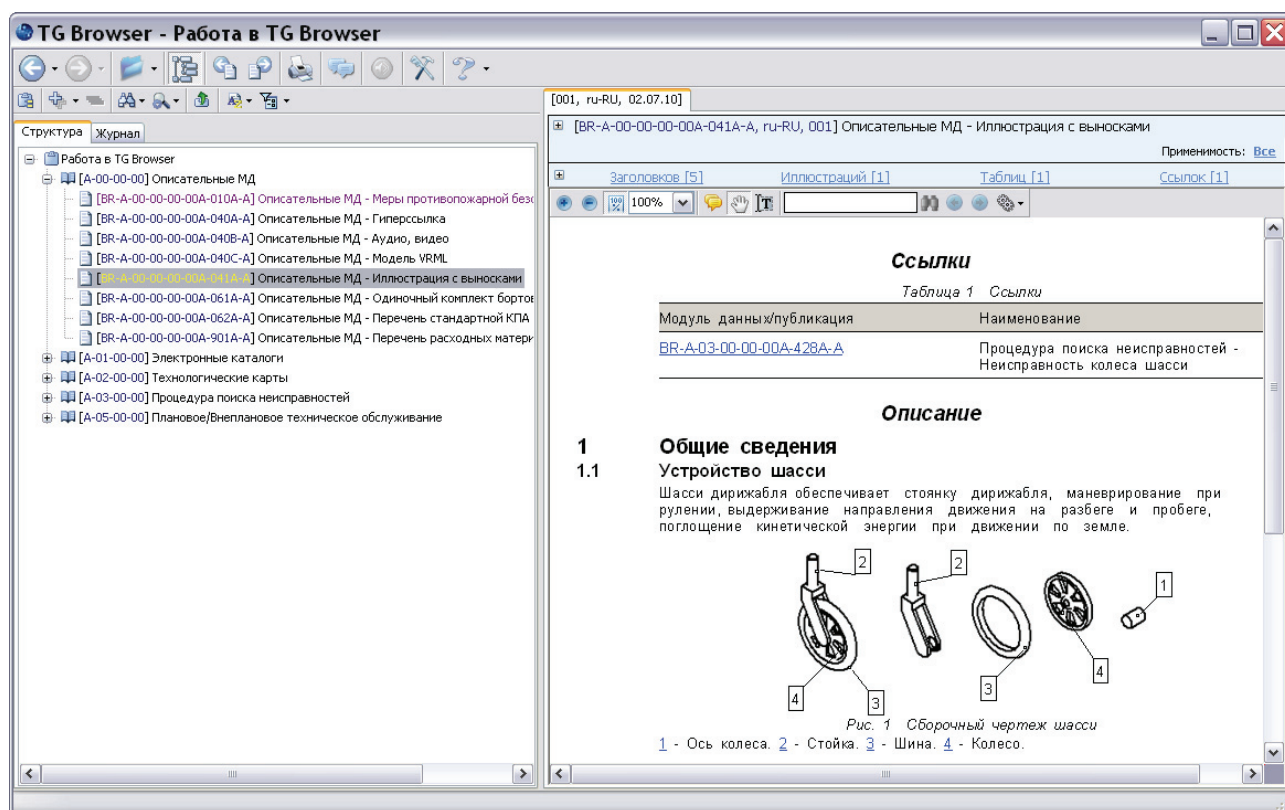 TG Browser - Работа в TG Browser
Структура Журнал
Работа в TG Browser
[A-00-00-00] Описательные МД
[BR-A-00-00-00-00A-010A-A] Описательные МД - Меры противопожарной безо
[BR-A-00-00-00-00A-040A-A] Описательные МД - Гиперссылка
[BR-A-00-00-00-00A-040B-A] Описательные МД - Аудио, видео
[BR-A-00-00-00-00A-040C-A] Описательные МД - Модель VRML
[BR-A-00-00-00-00A-041A-A] Описательные МД - Иллюстрация с выносками
[BR-A-00-00-00-00A-061A-A] Описательные МД - Одиночный комплект бортов
[BR-A-00-00-00-00A-062A-A] Описательные МД - Перечень стандартной КПА
[BR-A-00-00-00-00A-901A-A] Описательные МД - Перечень расходных матери
[A-01-00-00] Электронные каталоги
[A-02-00-00] Технологические карты
[A-03-00-00] Процедура поиска неисправностей
[A-05-00-00] Плановое/Внеплановое техническое обслуживание
[001, ru-RU, 02.07.10]
[BR-A-00-00-00-00A-041A-A, ru-RU, 001] Описательные МД - Иллюстрация с выносками
Применимость: Все
Заголовков [5] Иллюстраций [1] Таблиц [1] Ссылок [1]
100%
Ссылки
Таблица 1 Ссылки
Модуль данных/публикация Наименование
BR-A-03-00-00-00A-428A-A Процедура поиска неисправностей -
Неисправность колеса шасси
Описание
1 Общие сведения
1.1 Устройство шасси
Шасси дирижабля обеспечивает стоянку дирижабля, маневрирование при
рулении, выдерживание направления движения на разбеге и пробеге,
поглощение кинетической энергии при движении по земле.
2 2 1
4 3 3 4
Рис. 1 Сборочный чертеж шасси
1 - Ось колеса. 2 - Стойка. 3 - Шина. 4 - Колесо.